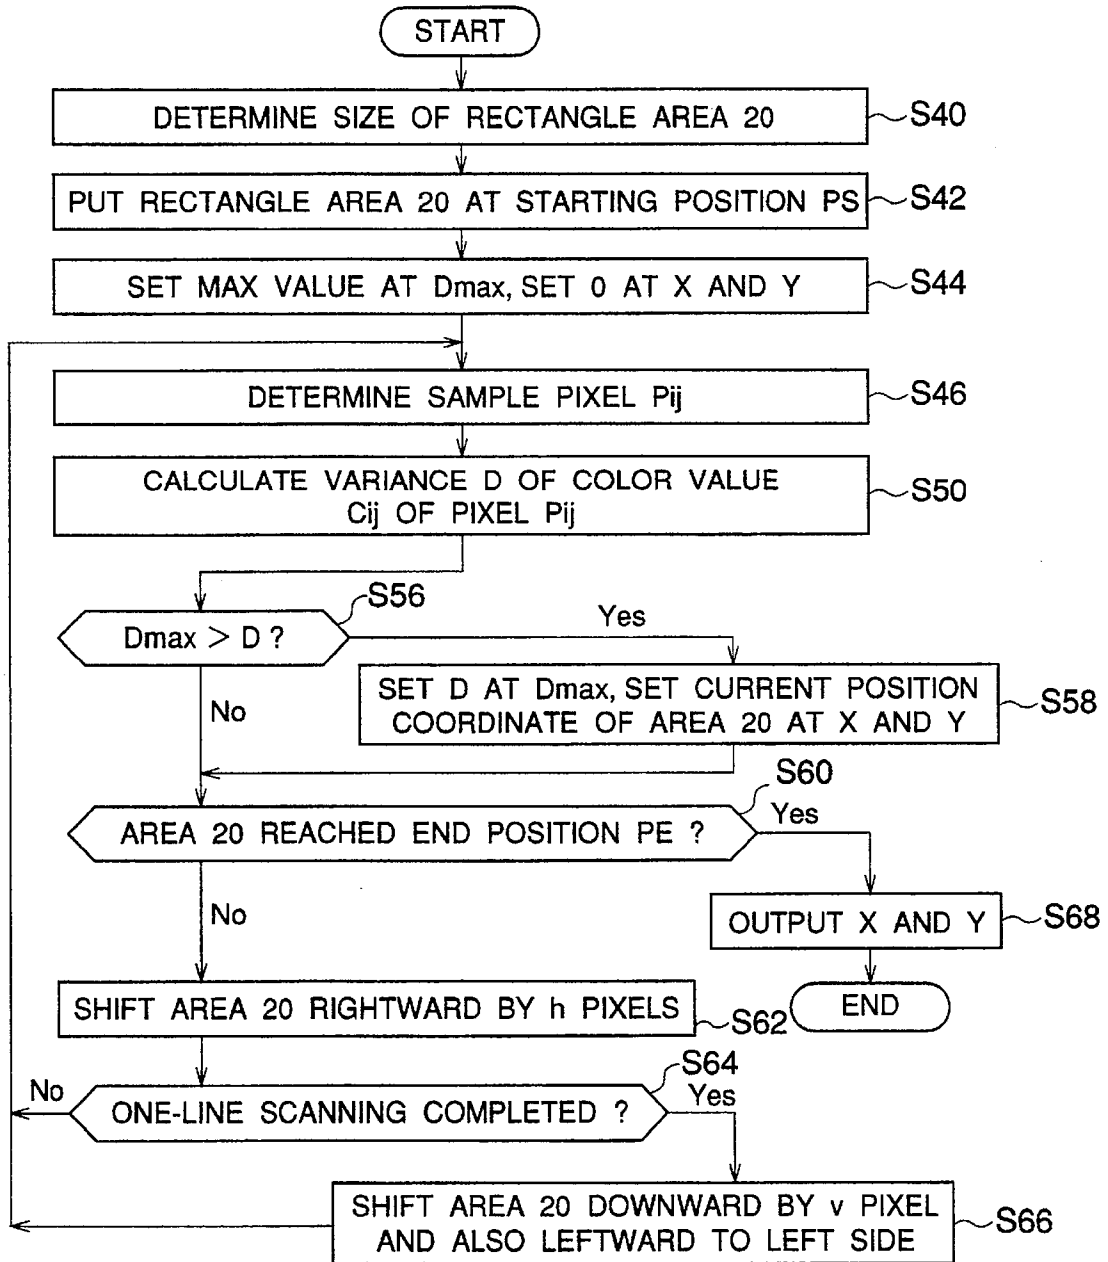 START
DETERMINE SIZE OF RECTANGLE AREA 20
S40
PUT RECTANGLE AREA 20 AT STARTING POSITION PS
S42
SET MAX VALUE AT Dmax, SET 0 AT X AND Y
S44
DETERMINE SAMPLE PIXEL Pij
S46
CALCULATE VARIANCE D OF COLOR VALUE
Cij OF PIXEL Pij
S50
S56
Dmax > D ?
Yes
No
SET D AT Dmax, SET CURRENT POSITION
COORDINATE OF AREA 20 AT X AND Y
S58
S60
AREA 20 REACHED END POSITION PE ?
Yes
No
OUTPUT X AND Y
S68
END
SHIFT AREA 20 RIGHTWARD BY h PIXELS
S62
S64
ONE-LINE SCANNING COMPLETED ?
No
Yes
SHIFT AREA 20 DOWNWARD BY v PIXEL
AND ALSO LEFTWARD TO LEFT SIDE
S66